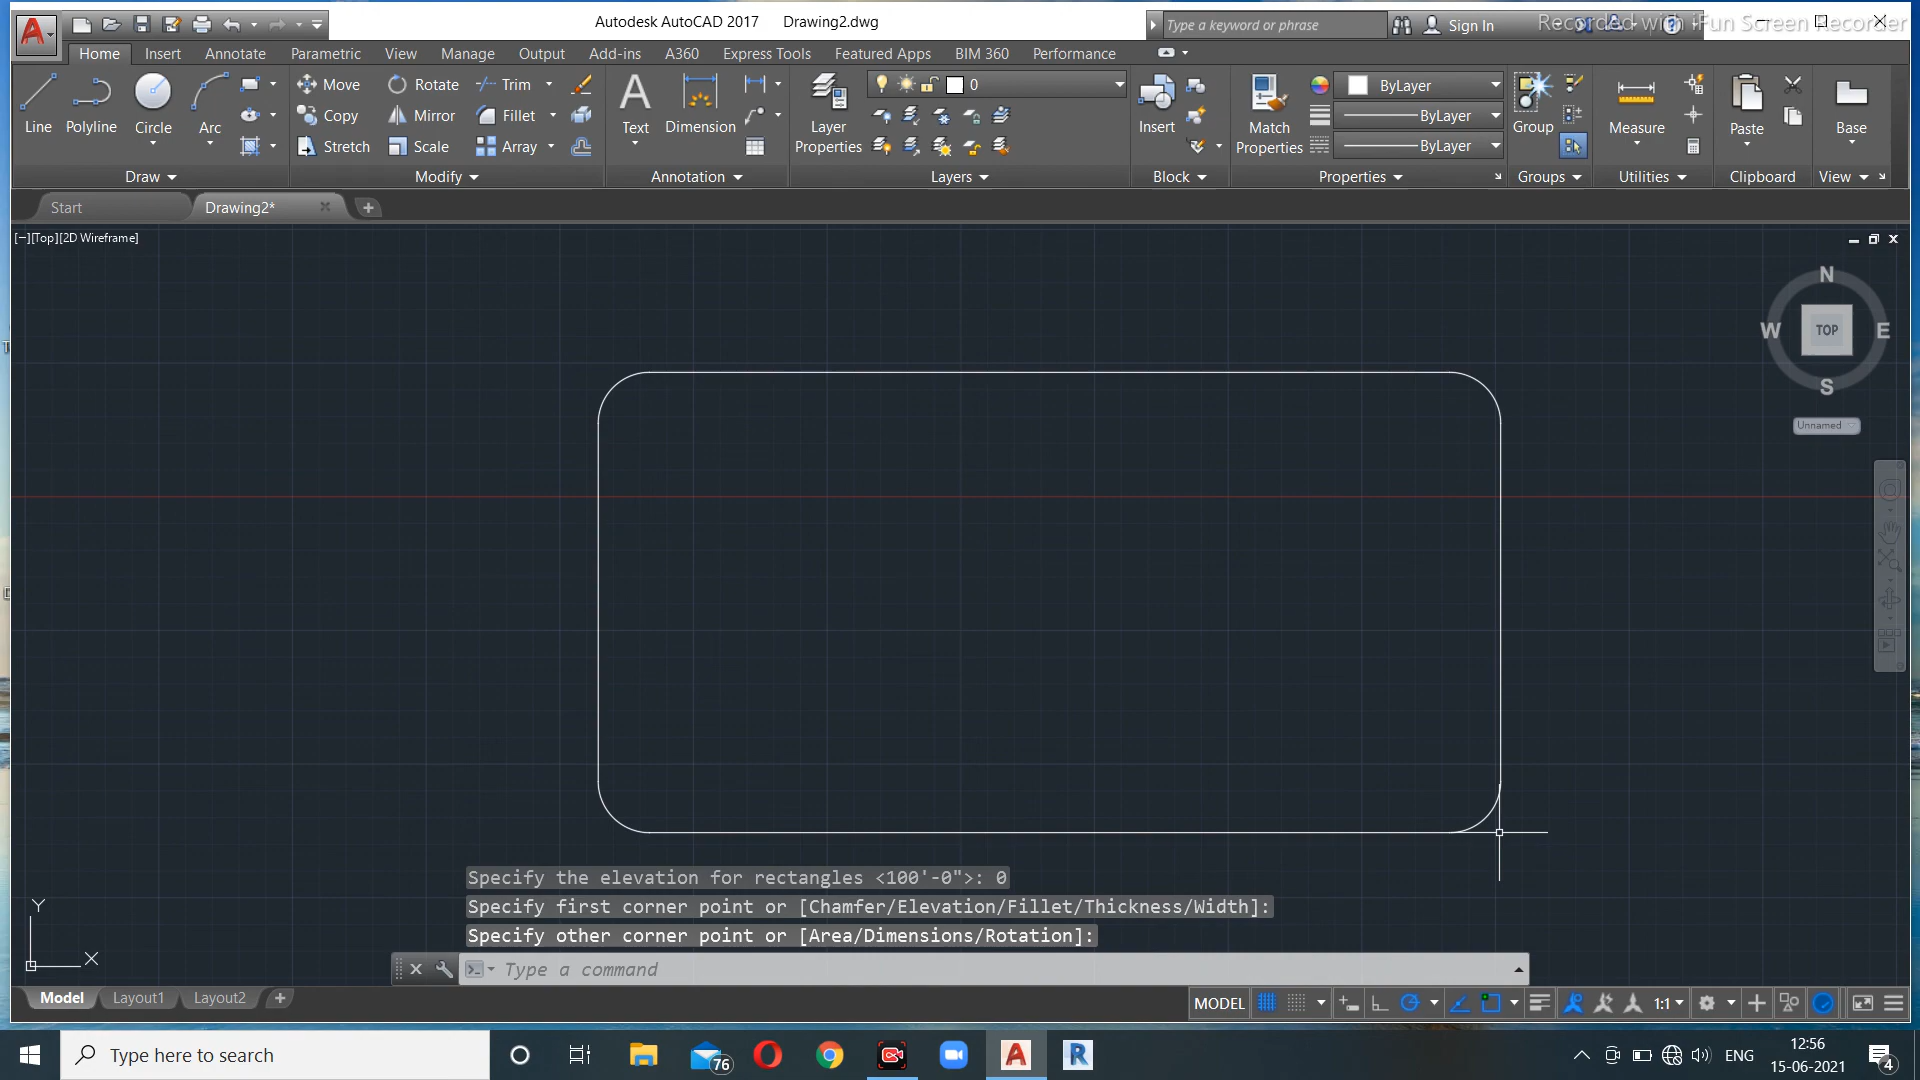 Autodesk AutoCAD 2017 Drawing2.dwg
Type a keyword or phrase
Sign In
Recorded with iFun Screen Recorder
Home Insert Annotate Parametric View Manage Output Add-ins A360 Express Tools Featured Apps BIM 360 Performance
Line Polyline Circle Arc
Move Rotate Trim
Copy Mirror Fillet
Stretch Scale Array
Text Dimension
Layer
Properties
0
Insert
Match
Properties
ByLayer
ByLayer
ByLayer
Group
Measure
Paste
Base
Draw Modify Annotation Layers Block Properties Groups Utilities Clipboard View
Start Drawing2*
[−][Top][2D Wireframe]
N
W TOP E
S
Unnamed
Specify the elevation for rectangles <100'-0">: 0
Specify first corner point or [Chamfer/Elevation/Fillet/Thickness/Width]:
Specify other corner point or [Area/Dimensions/Rotation]:
Type a command
Y
X
Model Layout1 Layout2
MODEL 1:1
Type here to search
76
ENG
12:56
15-06-2021
4